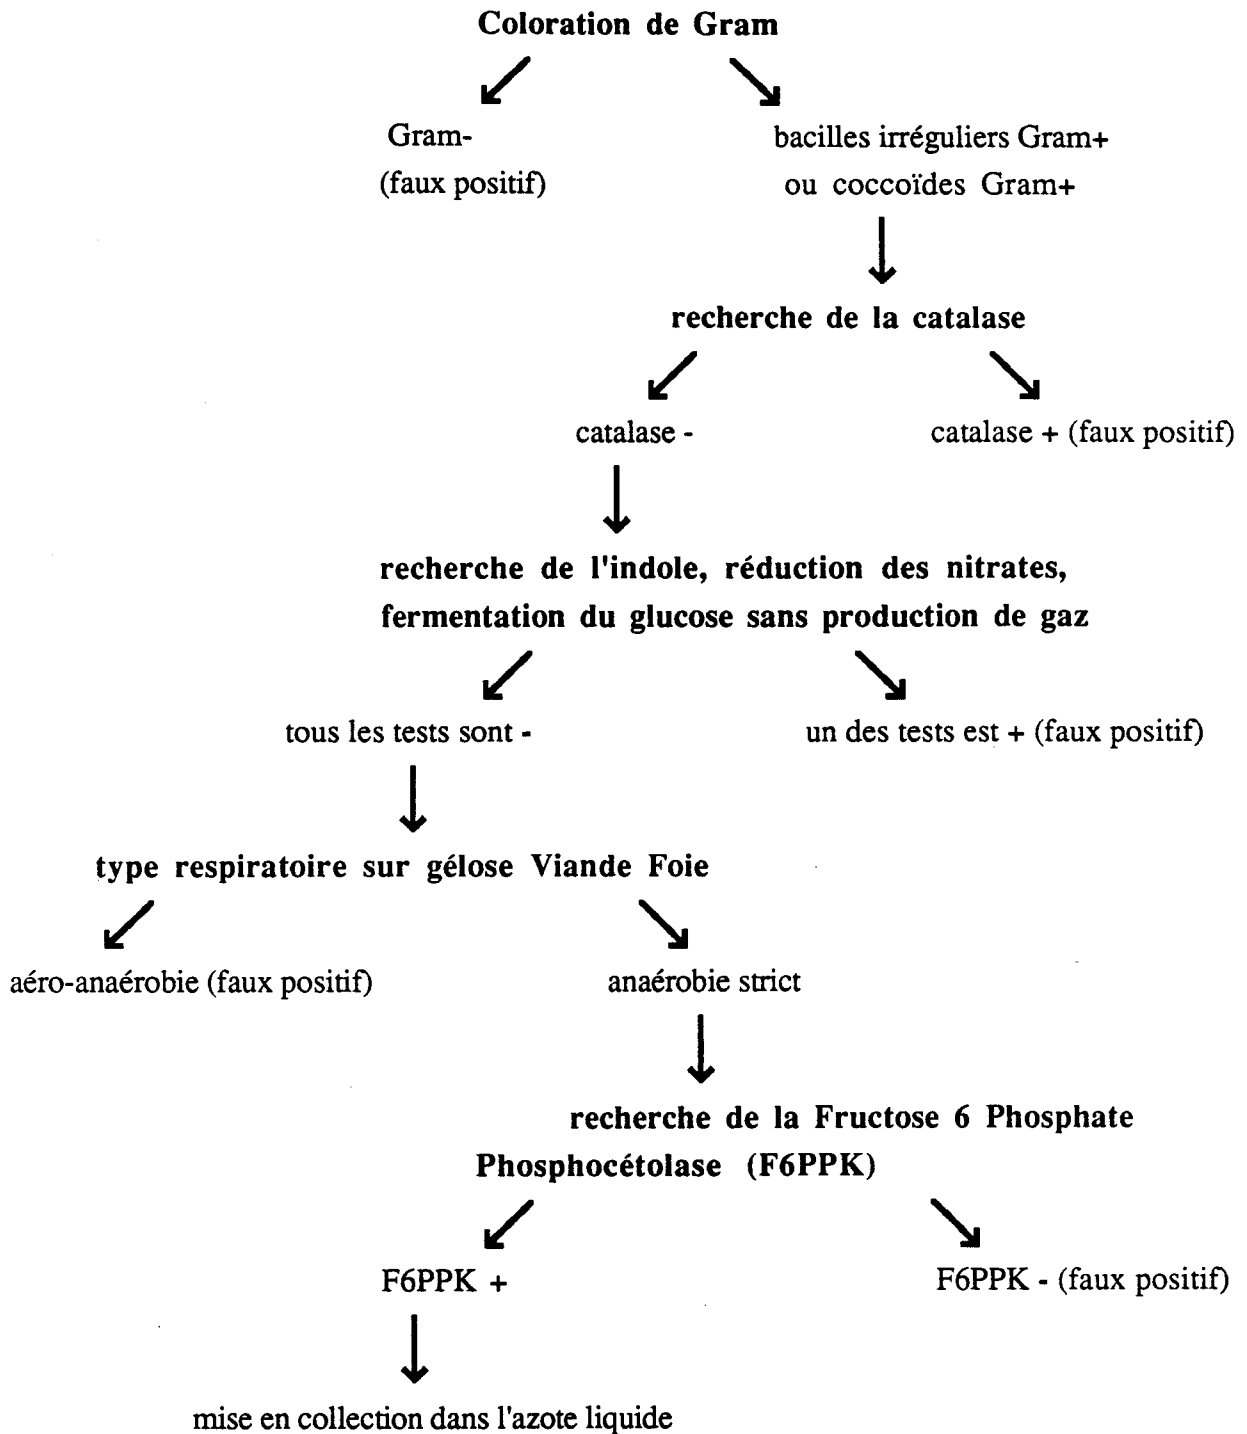 Coloration de Gram
Gram-
(faux positif)
bacilles irréguliers Gram+
ou coccoïdes Gram+
recherche de la catalase
catalase -
catalase + (faux positif)
recherche de l'indole, réduction des nitrates,
fermentation du glucose sans production de gaz
tous les tests sont -
un des tests est + (faux positif)
type respiratoire sur gélose Viande Foie
aéro-anaérobie (faux positif)
anaérobie strict
recherche de la Fructose 6 Phosphate
Phosphocétolase (F6PPK)
F6PPK +
F6PPK - (faux positif)
mise en collection dans l'azote liquide